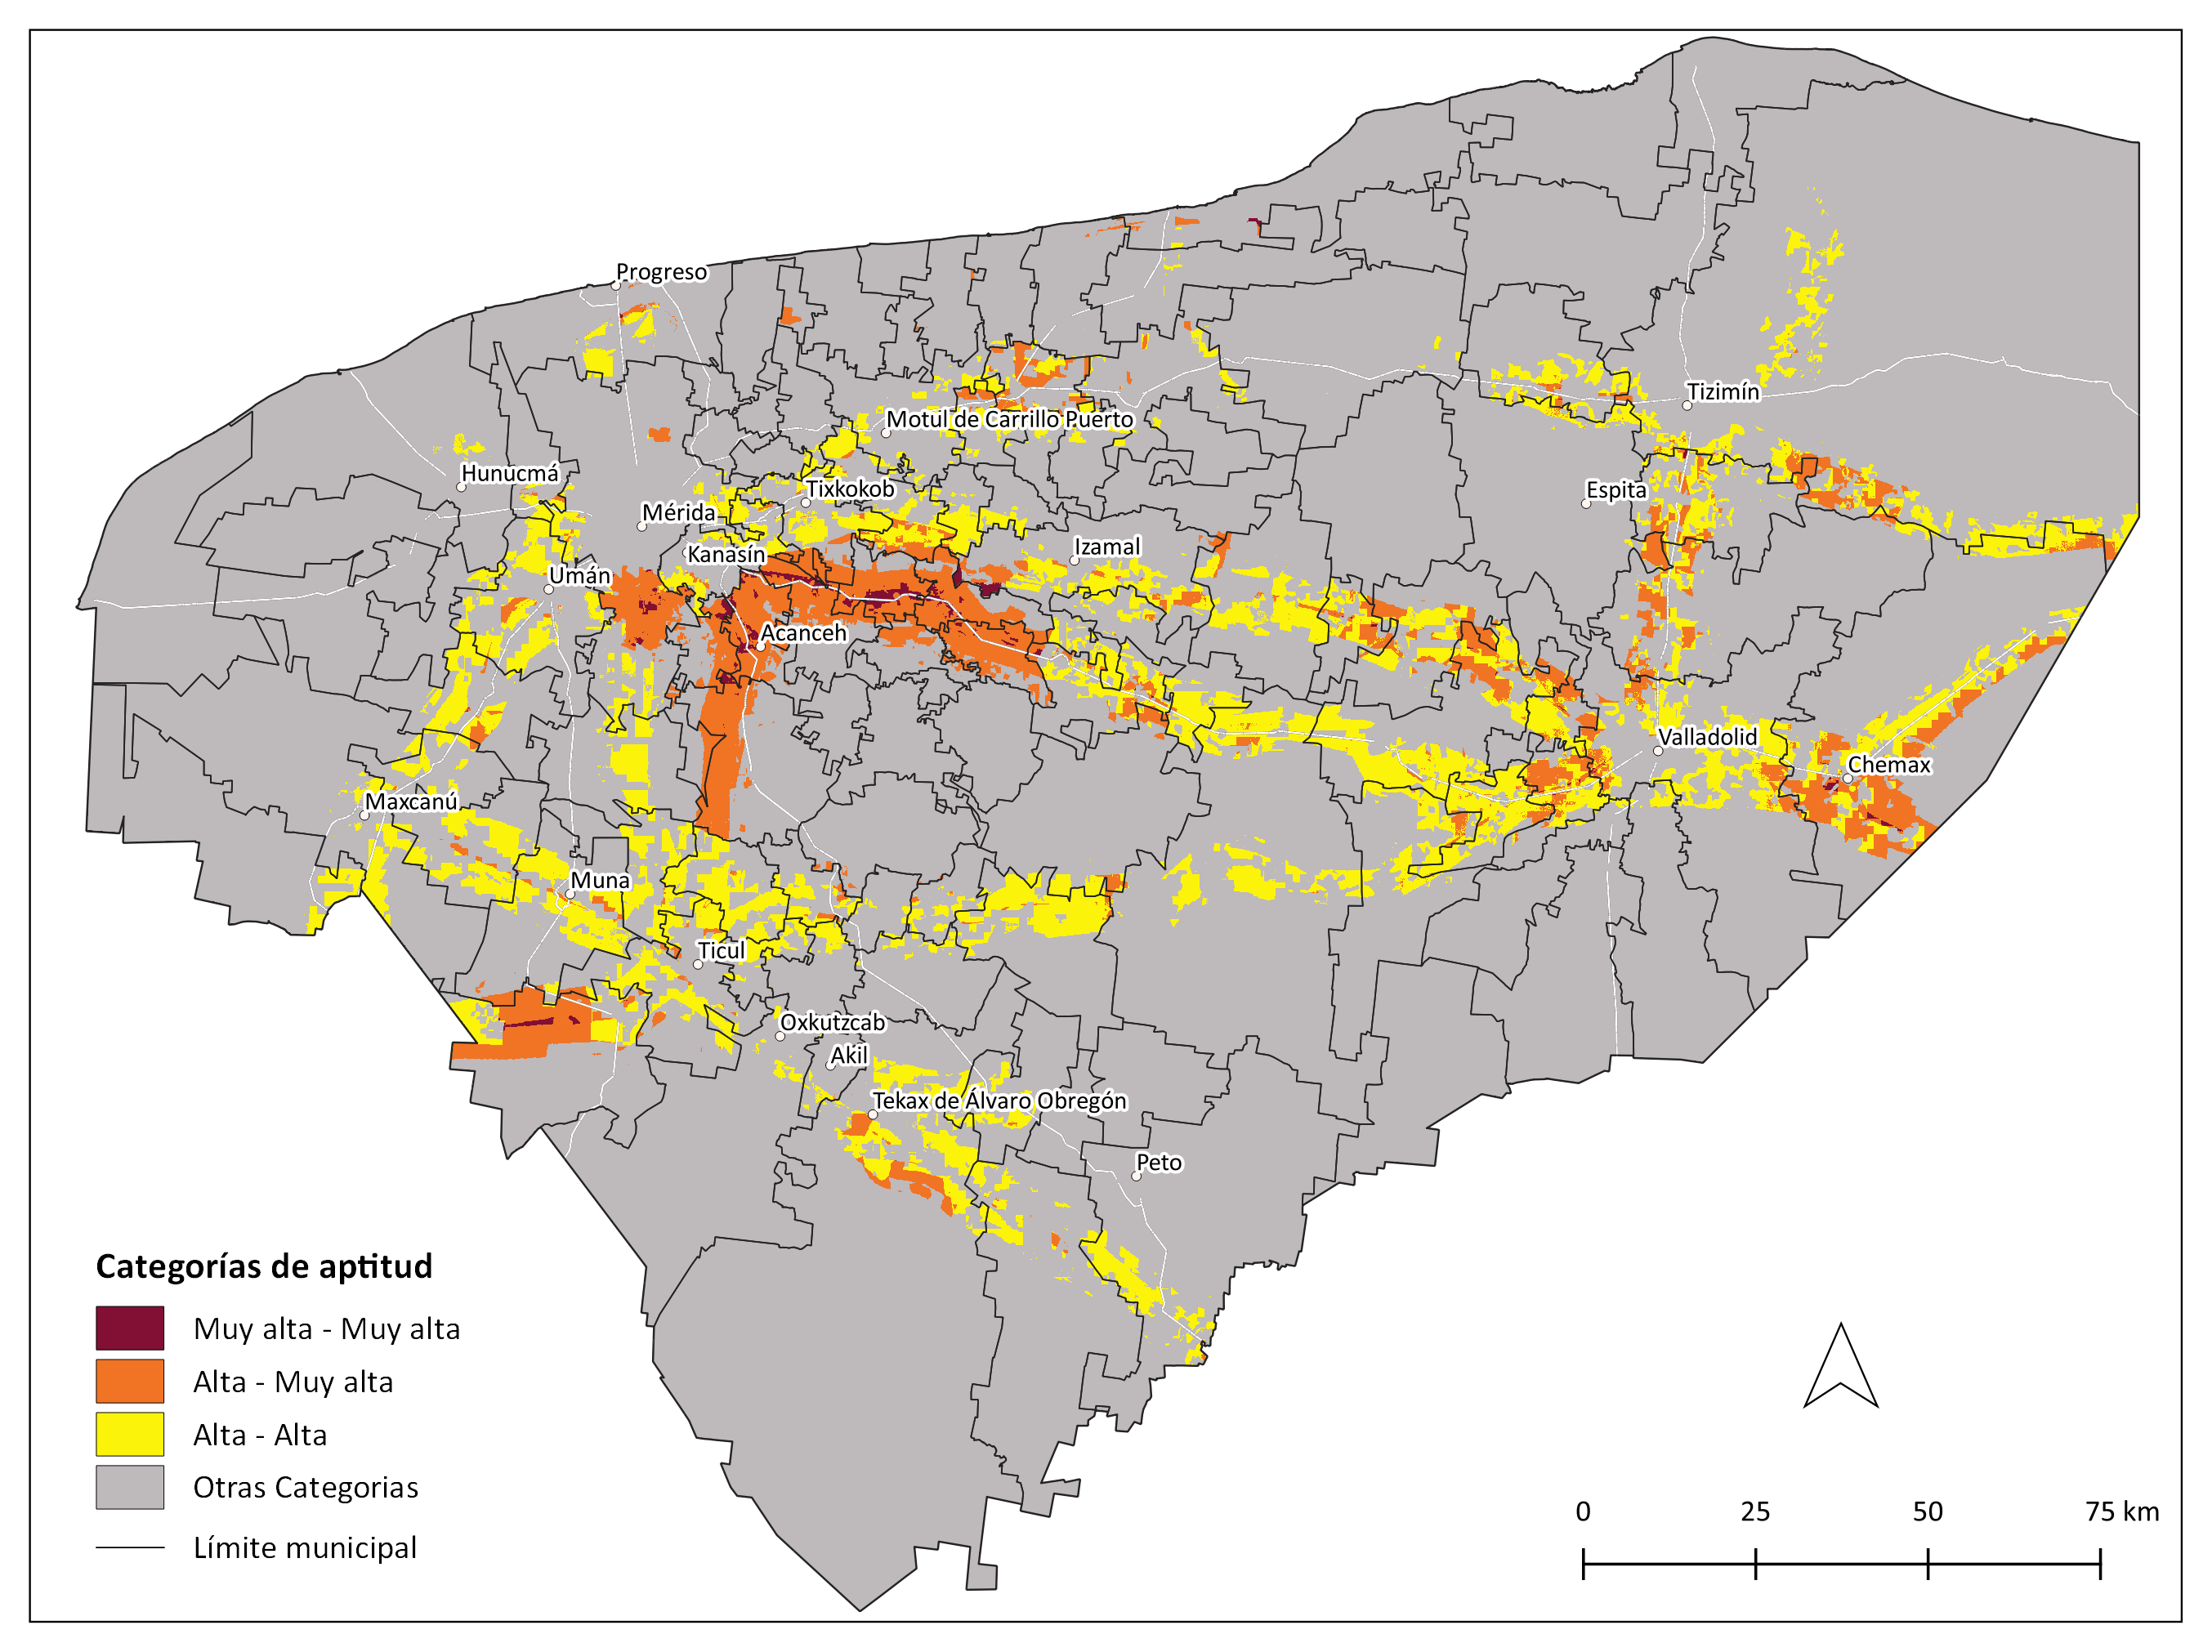 Progreso
Tizimín
Motul de Carrillo Puerto
Hunucmá
Tixkokob
Espita
Mérida
Izamal
Kanasín
Umán
Acanceh
Valladolid
Chemax
Maxcanú
Muna
Ticul
Oxkutzcab
Akil
Tekax de Álvaro Obregón
Peto
Categorías de aptitud
Muy alta - Muy alta
Alta - Muy alta
Alta - Alta
Otras Categorias
Límite municipal
0 25 50 75 km